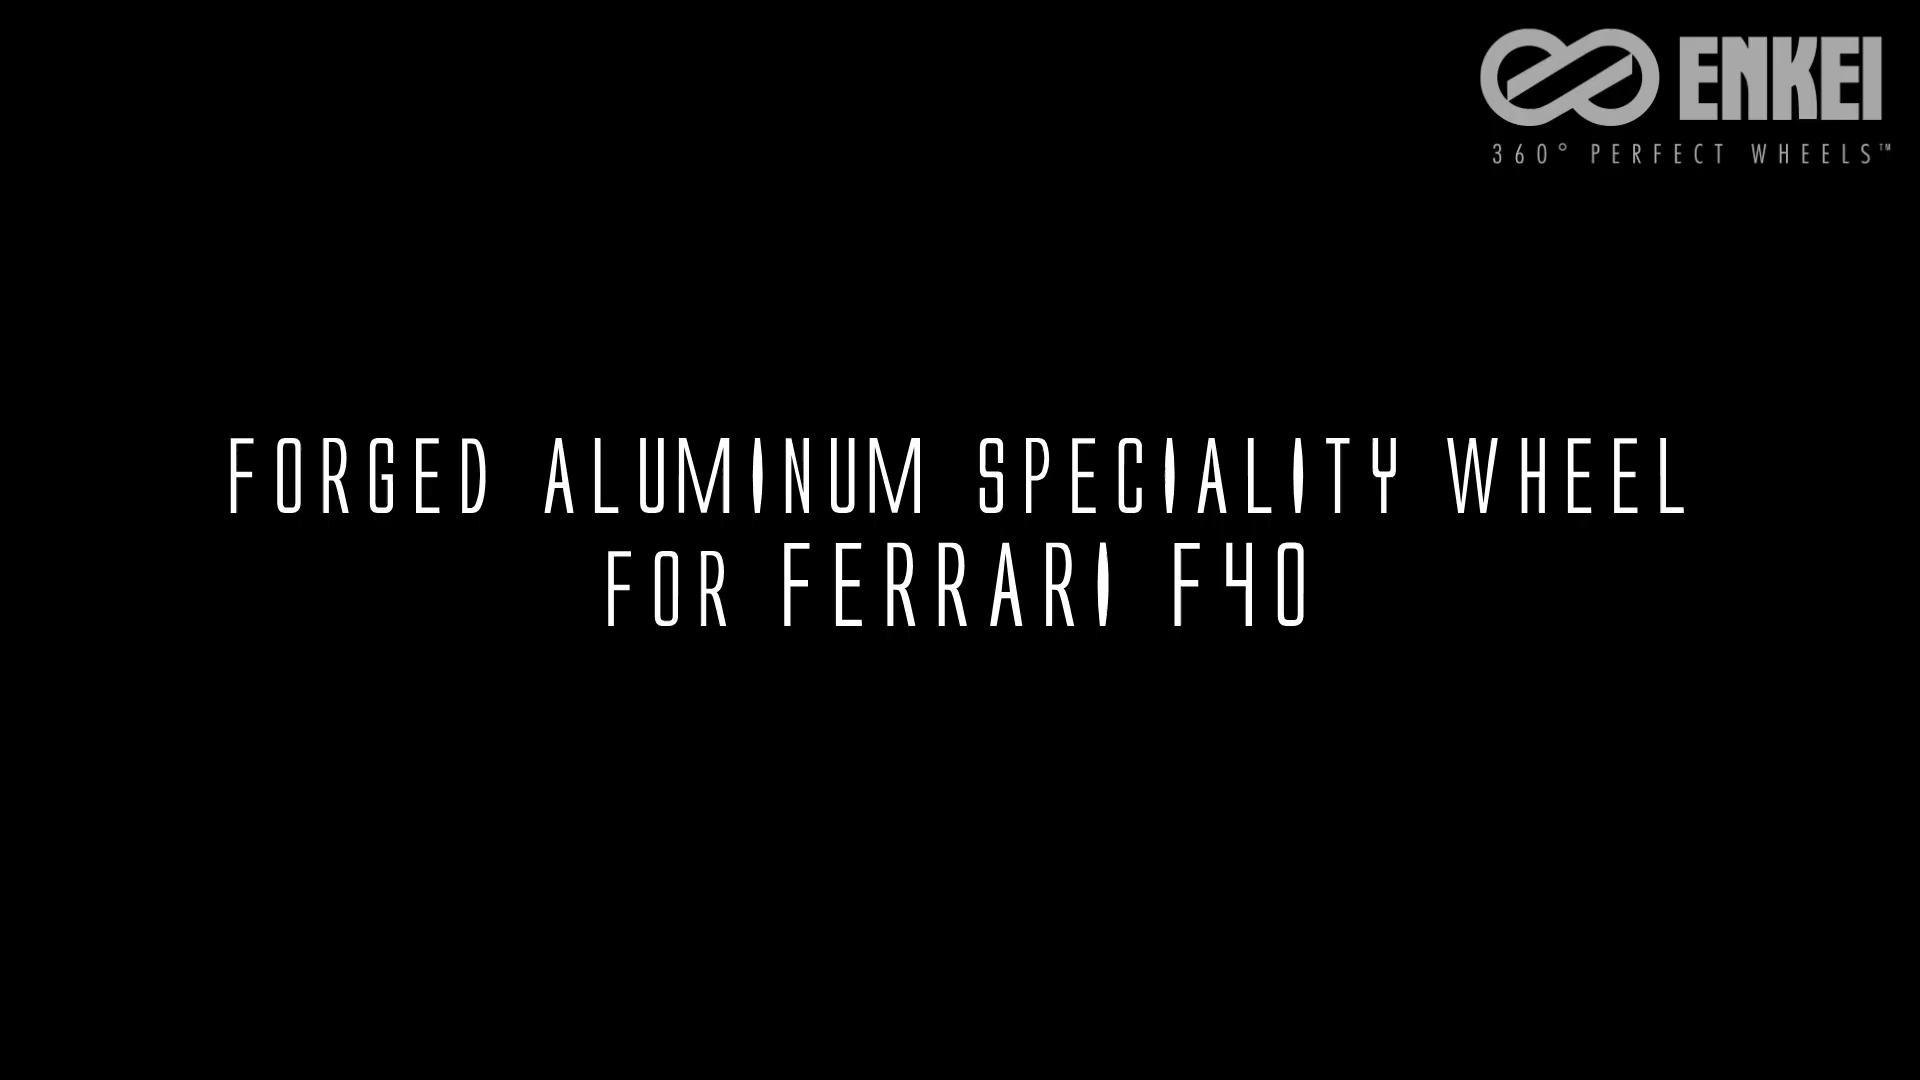 ENKEI
360° PERFECT WHEELS™
FORGED ALUMINUM SPECIALITY WHEEL
FOR FERRARI F40